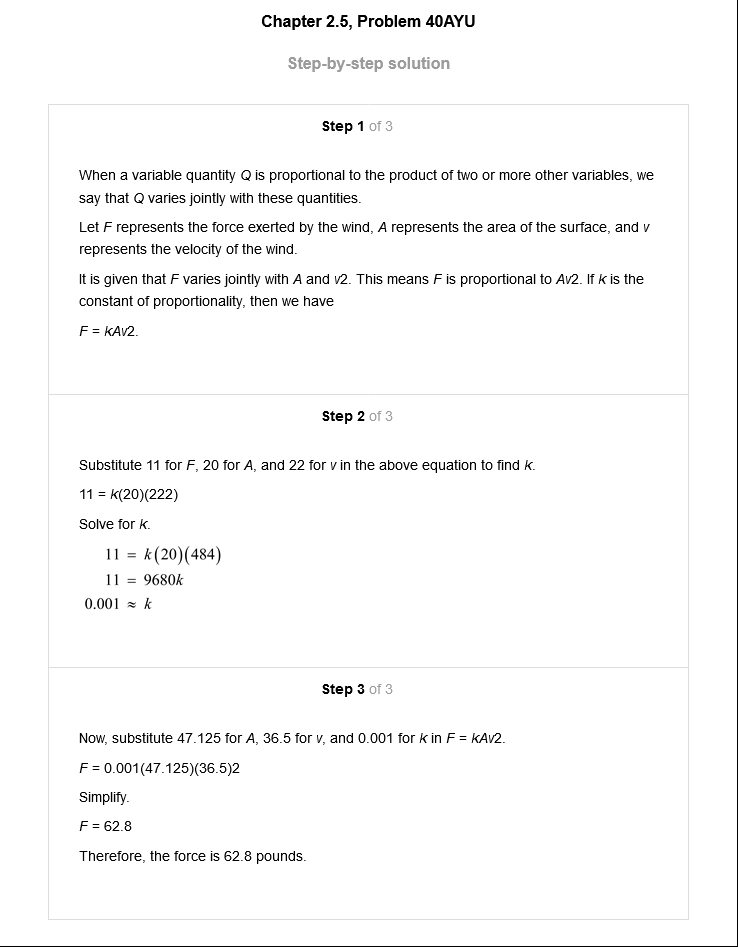 Chapter 2.5, Problem 40AYU
Step-by-step solution
Step 1 of 3
When a variable quantity Q is proportional to the product of two or more other variables, we
say that Q varies jointly with these quantities.
Let F represents the force exerted by the wind, A represents the area of the surface, and v
represents the velocity of the wind.
It is given that F varies jointly with A and v2. This means F is proportional to Av2. If k is the
constant of proportionality, then we have
F = kAv2.
Step 2 of 3
Substitute 11 for F, 20 for A, and 22 for v in the above equation to find k.
11 = k(20)(222)
Solve for k.
11 = k(20)(484)
11 = 9680k
0.001 ≈ k
Step 3 of 3
Now, substitute 47.125 for A, 36.5 for v, and 0.001 for k in F = kAv2.
F = 0.001(47.125)(36.5)2
Simplify.
F = 62.8
Therefore, the force is 62.8 pounds.